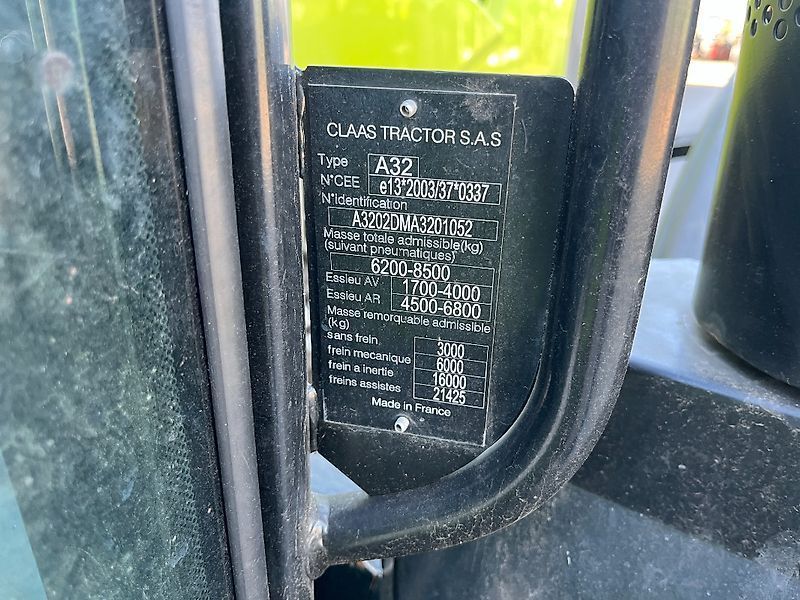 CLAAS TRACTOR S.A.S
Type A32
N°CEE e13*2003/37*0337
N°Identification
A3202DMA3201052
Masse totale admissible(kg)
(suivant pneumatiques)
6200-8500
Essieu AV 1700-4000
Essieu AR 4500-6800
Masse remorquable admissible
(kg)
sans frein 3000
frein mecanique 6000
frein a inertie 16000
freins assistes 21425
Made in France